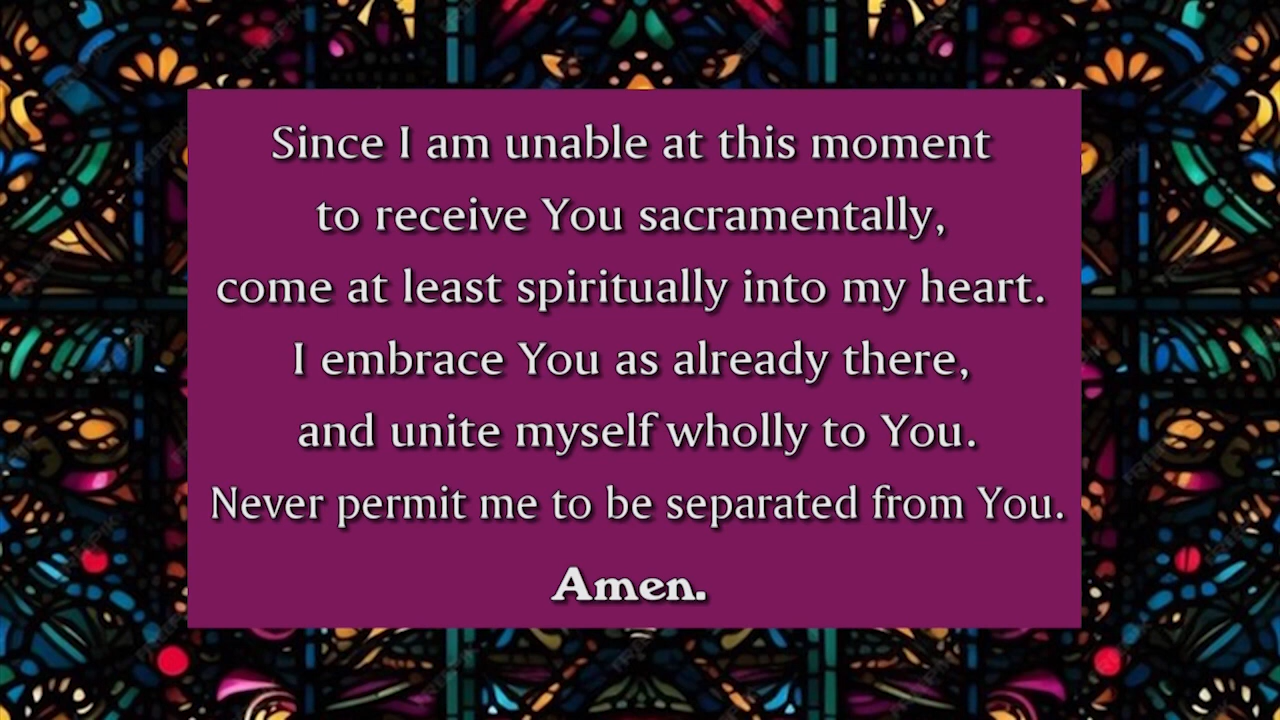 Since I am unable at this moment
to receive You sacramentally,
come at least spiritually into my heart.
I embrace You as already there,
and unite myself wholly to You.
Never permit me to be separated from You.
Amen.